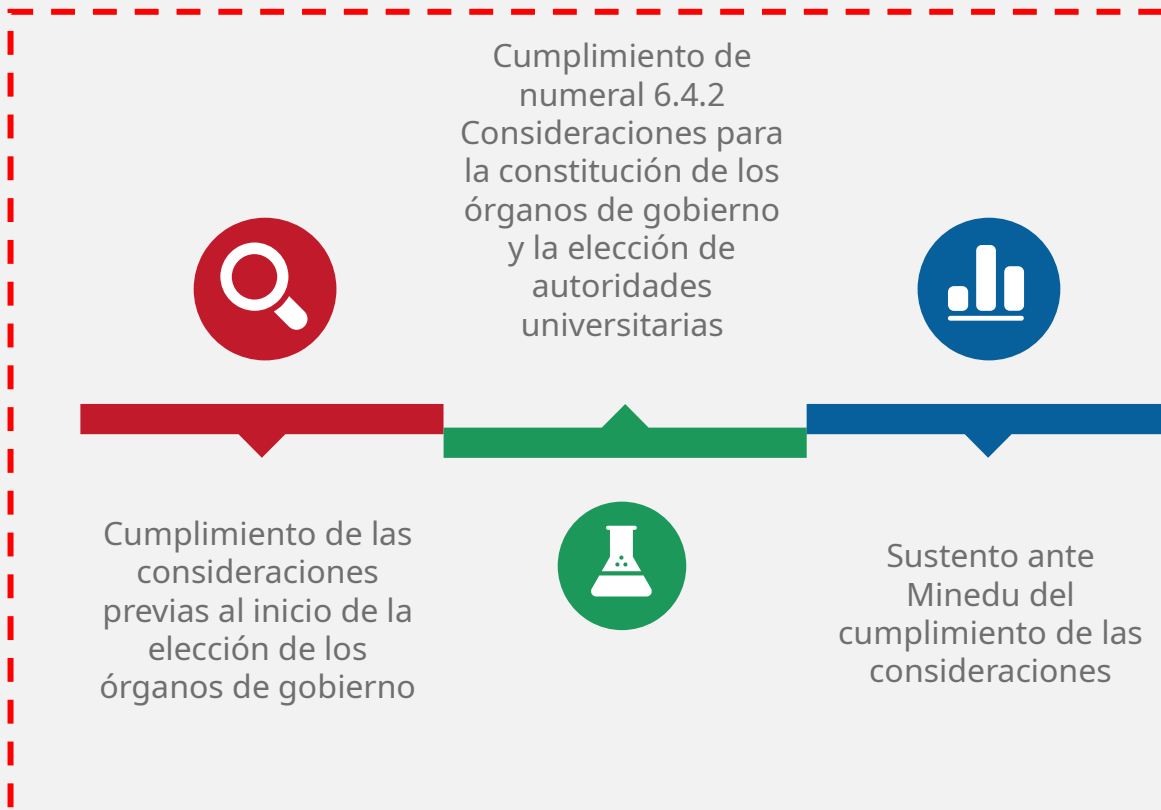 Cumplimiento de las
consideraciones
previas al inicio de la
elección de los
órganos de gobierno
Cumplimiento de
numeral 6.4.2
Consideraciones para
la constitución de los
órganos de gobierno
y la elección de
autoridades
universitarias
Sustento ante
Minedu del
cumplimiento de las
consideraciones